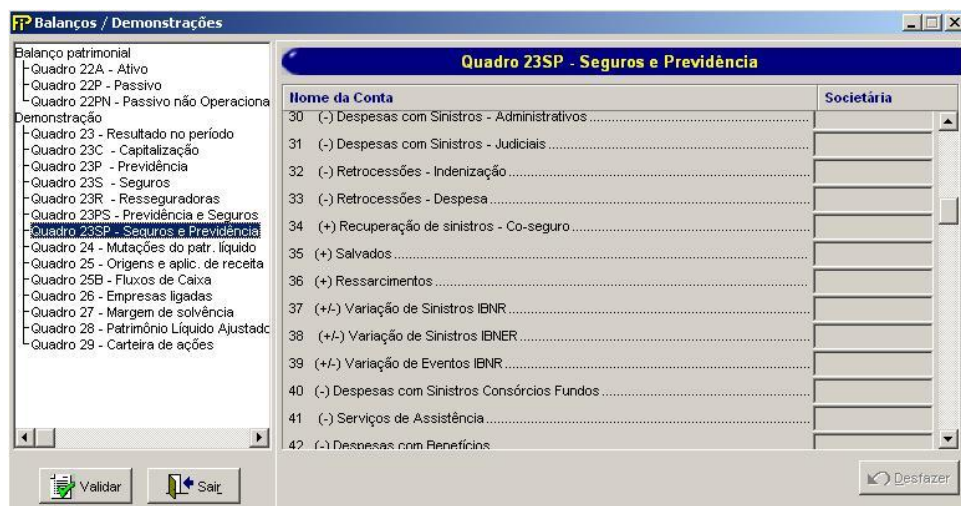 FP Balanços / Demonstrações
Balanço patrimonial
Quadro 22A - Ativo
Quadro 22P - Passivo
Quadro 22PN - Passivo não Operaciona
Demonstração
Quadro 23 - Resultado no período
Quadro 23C - Capitalização
Quadro 23P - Previdência
Quadro 23S - Seguros
Quadro 23R - Resseguradoras
Quadro 23PS - Previdência e Seguros
Quadro 23SP - Seguros e Previdência
Quadro 24 - Mutações do patr. líquido
Quadro 25 - Origens e aplic. de receita
Quadro 25B - Fluxos de Caixa
Quadro 26 - Empresas ligadas
Quadro 27 - Margem de solvência
Quadro 28 - Patrimônio Líquido Ajustado
Quadro 29 - Carteira de ações
Validar
Sair
Quadro 23SP - Seguros e Previdência
Nome da Conta Societária
30 (-) Despesas com Sinistros - Administrativos
31 (-) Despesas com Sinistros - Judiciais
32 (-) Retrocessões - Indenização
33 (-) Retrocessões - Despesa
34 (+) Recuperação de sinistros - Co-seguro
35 (+) Salvados
36 (+) Ressarcimentos
37 (+/-) Variação de Sinistros IBNR
38 (+/-) Variação de Sinistros IBNER
39 (+/-) Variação de Eventos IBNR
40 (-) Despesas com Sinistros Consórcios Fundos
41 (-) Serviços de Assistência
42 (-) Despesas com Benefícios
Desfazer